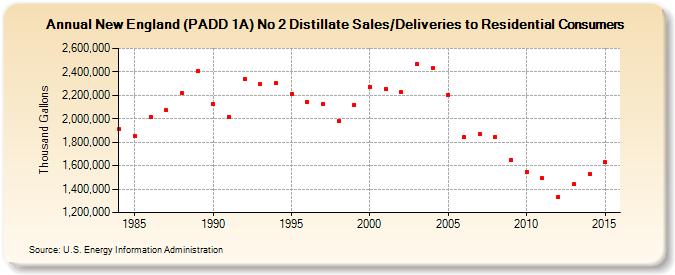 Annual New England (PADD 1A) No 2 Distillate Sales/Deliveries to Residential Consumers
Thousand Gallons
2,600,000
2,400,000
2,200,000
2,000,000
1,800,000
1,600,000
1,400,000
1,200,000
1985 1990 1995 2000 2005 2010 2015
Source: U.S. Energy Information Administration